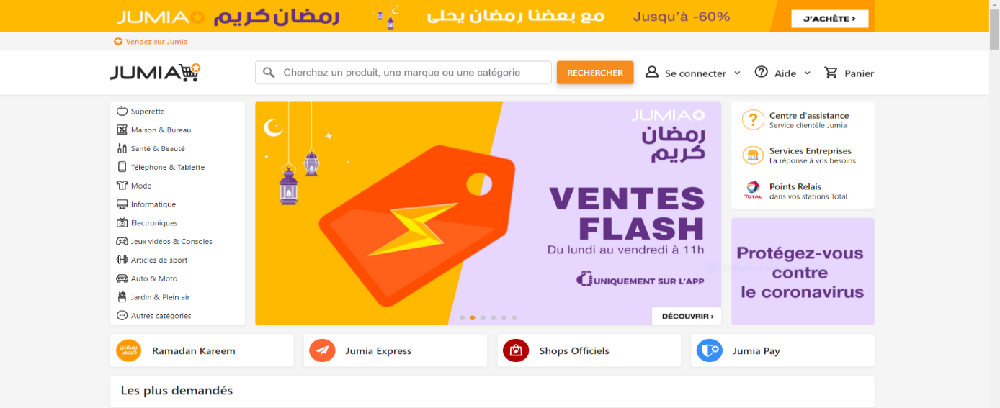 JUMIA رمضان كريم مع بعضنا رمضان يحلى Jusqu'à -60% J'ACHÈTE ›
Vendez sur Jumia
JUMIA
Cherchez un produit, une marque ou une catégorie
RECHERCHER
Se connecter
Aide
Panier
Superette
Maison & Bureau
Santé & Beauté
Téléphone & Tablette
Mode
Informatique
Électroniques
Jeux vidéos & Consoles
Articles de sport
Auto & Moto
Jardin & Plein air
Autres catégories
JUMIA
رمضان
كريم
VENTES
FLASH
Du lundi au vendredi à 11h
UNIQUEMENT SUR L'APP
DÉCOUVRIR ›
Centre d'assistance
Service clientèle Jumia
Services Entreprises
La réponse à vos besoins
TOTAL
Points Relais
dans vos stations Total
Protégez-vous
contre
le coronavirus
رمضان
كريم
Ramadan Kareem
Jumia Express
Shops Officiels
Jumia Pay
Les plus demandés